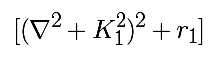 [(∇² + K₁²)² + r₁]